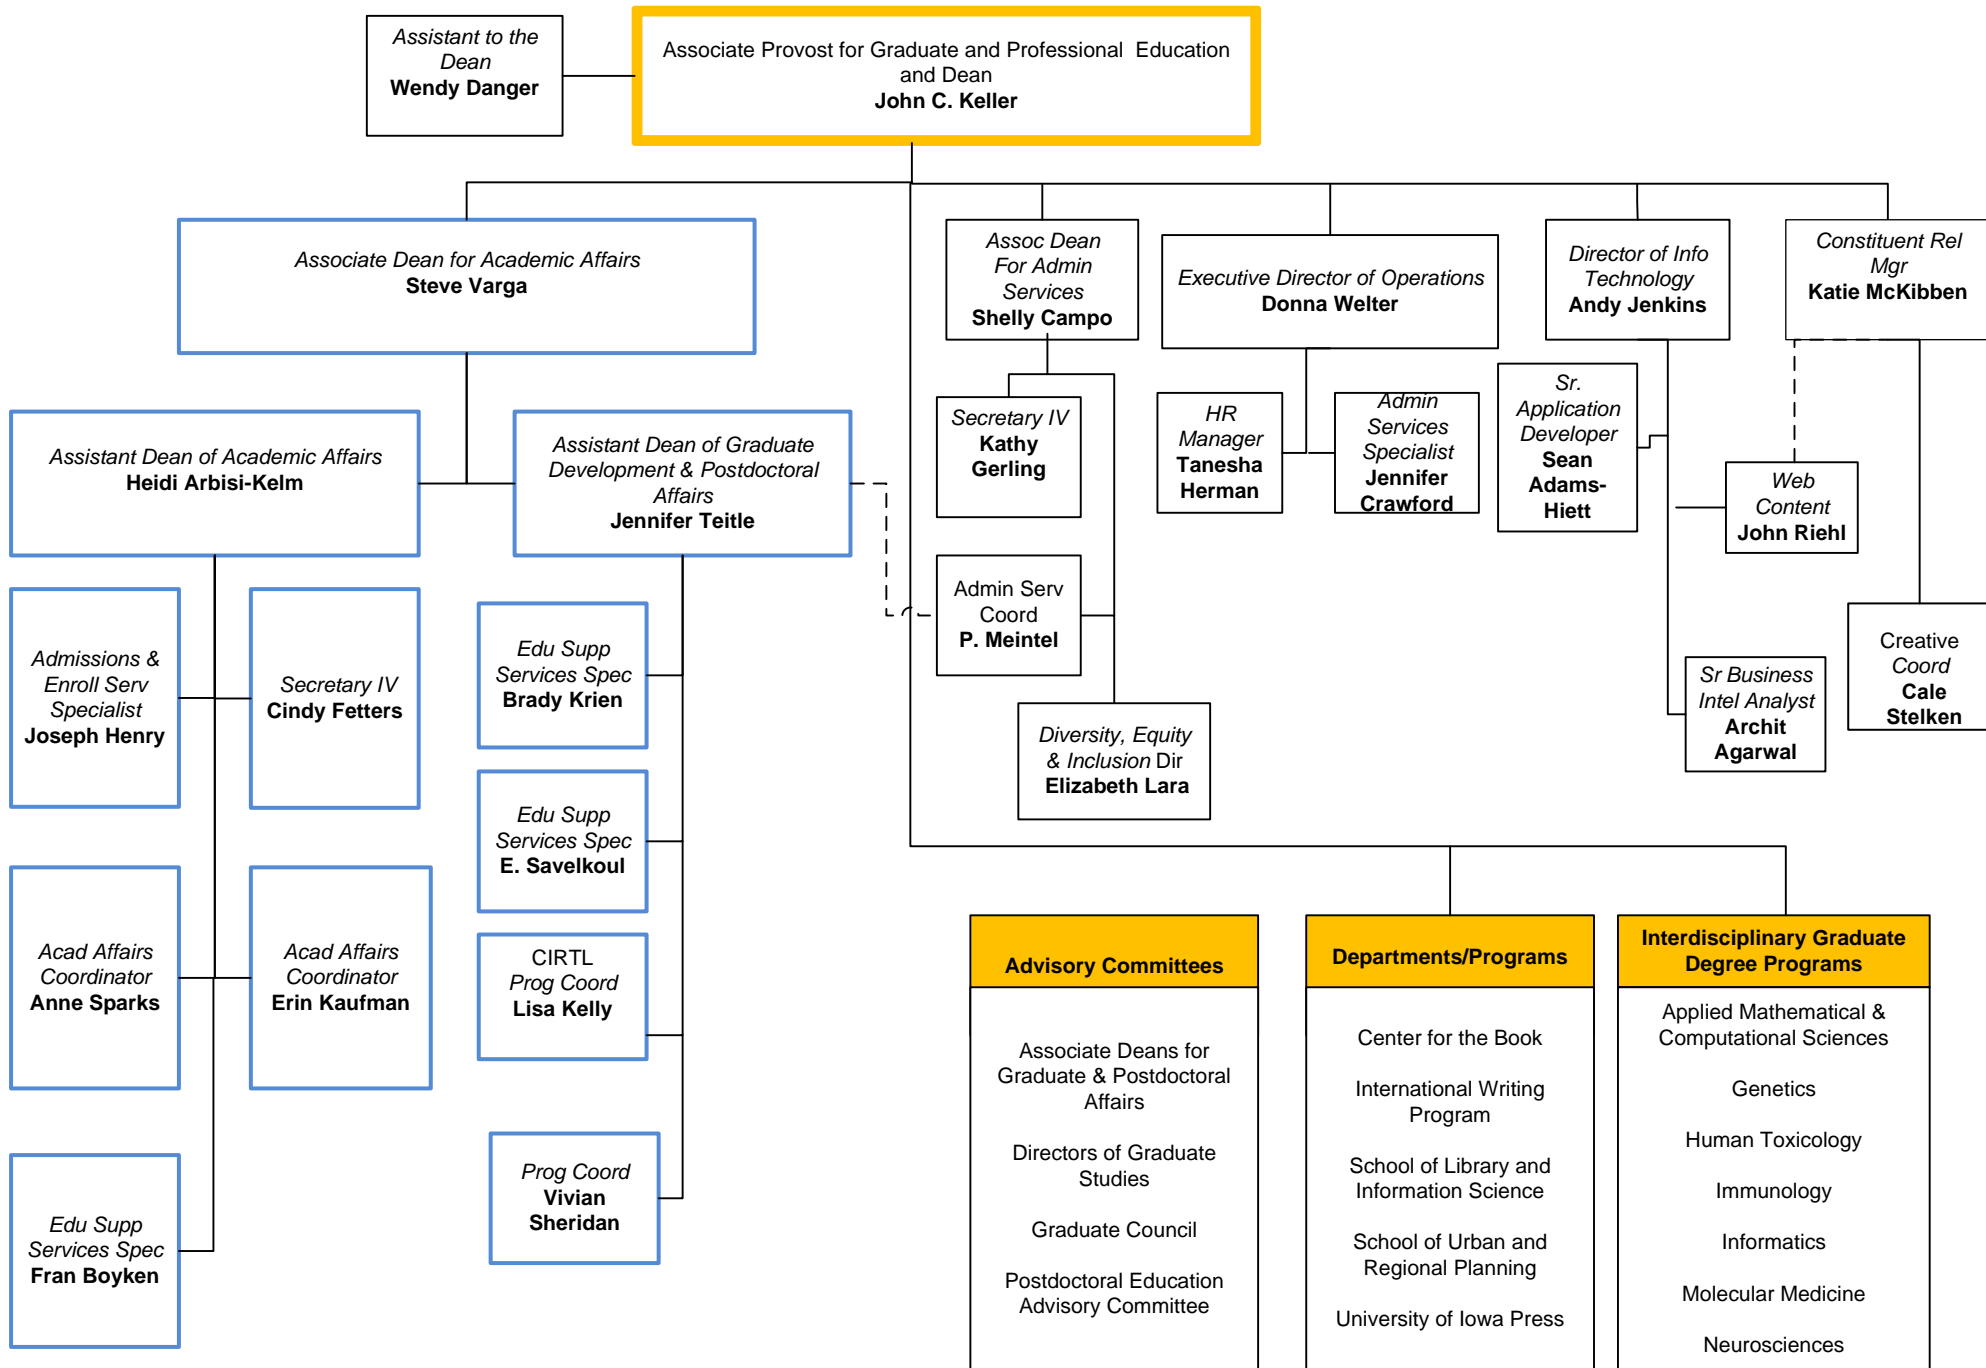 Assistant to the
Dean
Wendy Danger
Associate Provost for Graduate and Professional Education
and Dean
John C. Keller
Associate Dean for Academic Affairs
Steve Varga
Assoc Dean
For Admin
Services
Shelly Campo
Executive Director of Operations
Donna Welter
Director of Info
Technology
Andy Jenkins
Constituent Rel
Mgr
Katie McKibben
Assistant Dean of Academic Affairs
Heidi Arbisi-Kelm
Assistant Dean of Graduate
Development & Postdoctoral
Affairs
Jennifer Teitle
Secretary IV
Kathy
Gerling
HR
Manager
Tanesha
Herman
Admin
Services
Specialist
Jennifer
Crawford
Sr.
Application
Developer
Sean
Adams-
Hiett
Web
Content
John Riehl
Admissions &
Enroll Serv
Specialist
Joseph Henry
Secretary IV
Cindy Fetters
Edu Supp
Services Spec
Brady Krien
Admin Serv
Coord
P. Meintel
Creative
Coord
Cale
Stelken
Sr Business
Intel Analyst
Archit
Agarwal
Diversity, Equity
& Inclusion Dir
Elizabeth Lara
Edu Supp
Services Spec
E. Savelkoul
Acad Affairs
Coordinator
Anne Sparks
Acad Affairs
Coordinator
Erin Kaufman
CIRTL
Prog Coord
Lisa Kelly
Prog Coord
Vivian
Sheridan
Edu Supp
Services Spec
Fran Boyken
Advisory Committees
Associate Deans for
Graduate & Postdoctoral
Affairs
Directors of Graduate
Studies
Graduate Council
Postdoctoral Education
Advisory Committee
Departments/Programs
Center for the Book
International Writing
Program
School of Library and
Information Science
School of Urban and
Regional Planning
University of Iowa Press
Interdisciplinary Graduate
Degree Programs
Applied Mathematical &
Computational Sciences
Genetics
Human Toxicology
Immunology
Informatics
Molecular Medicine
Neurosciences